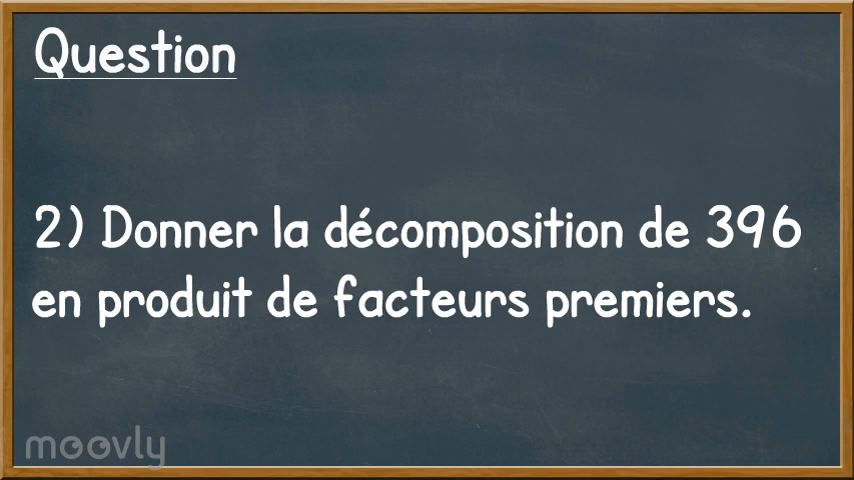 Question
2) Donner la décomposition de 396
en produit de facteurs premiers.
moovly